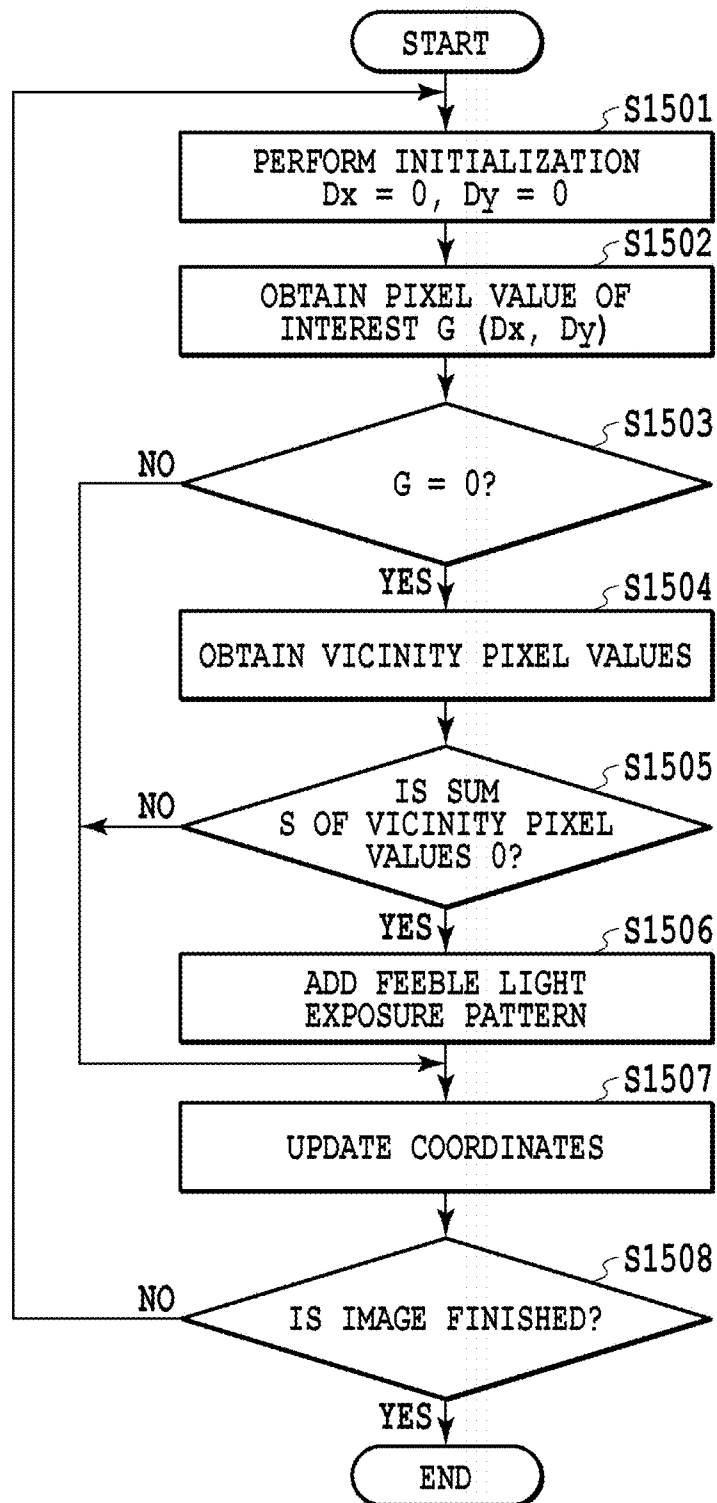 START
S1501
PERFORM INITIALIZATION
Dx = 0, Dy = 0
S1502
OBTAIN PIXEL VALUE OF
INTEREST G (Dx, Dy)
S1503
NO
G = 0?
YES
S1504
OBTAIN VICINITY PIXEL VALUES
S1505
NO
IS SUM
S OF VICINITY PIXEL
VALUES 0?
YES
S1506
ADD FEEBLE LIGHT
EXPOSURE PATTERN
S1507
UPDATE COORDINATES
S1508
NO
IS IMAGE FINISHED?
YES
END